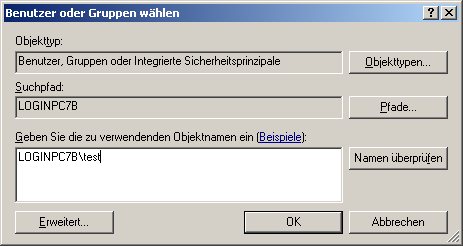 Benutzer oder Gruppen wählen
Objekttyp:
Benutzer, Gruppen oder Integrierte Sicherheitsprinzipale
Objekttypen...
Suchpfad:
LOGINPC7B
Pfade...
Geben Sie die zu verwendenden Objektnamen ein (Beispiele):
LOGINPC7B\test
Namen überprüfen
Erweitert...
OK
Abbrechen